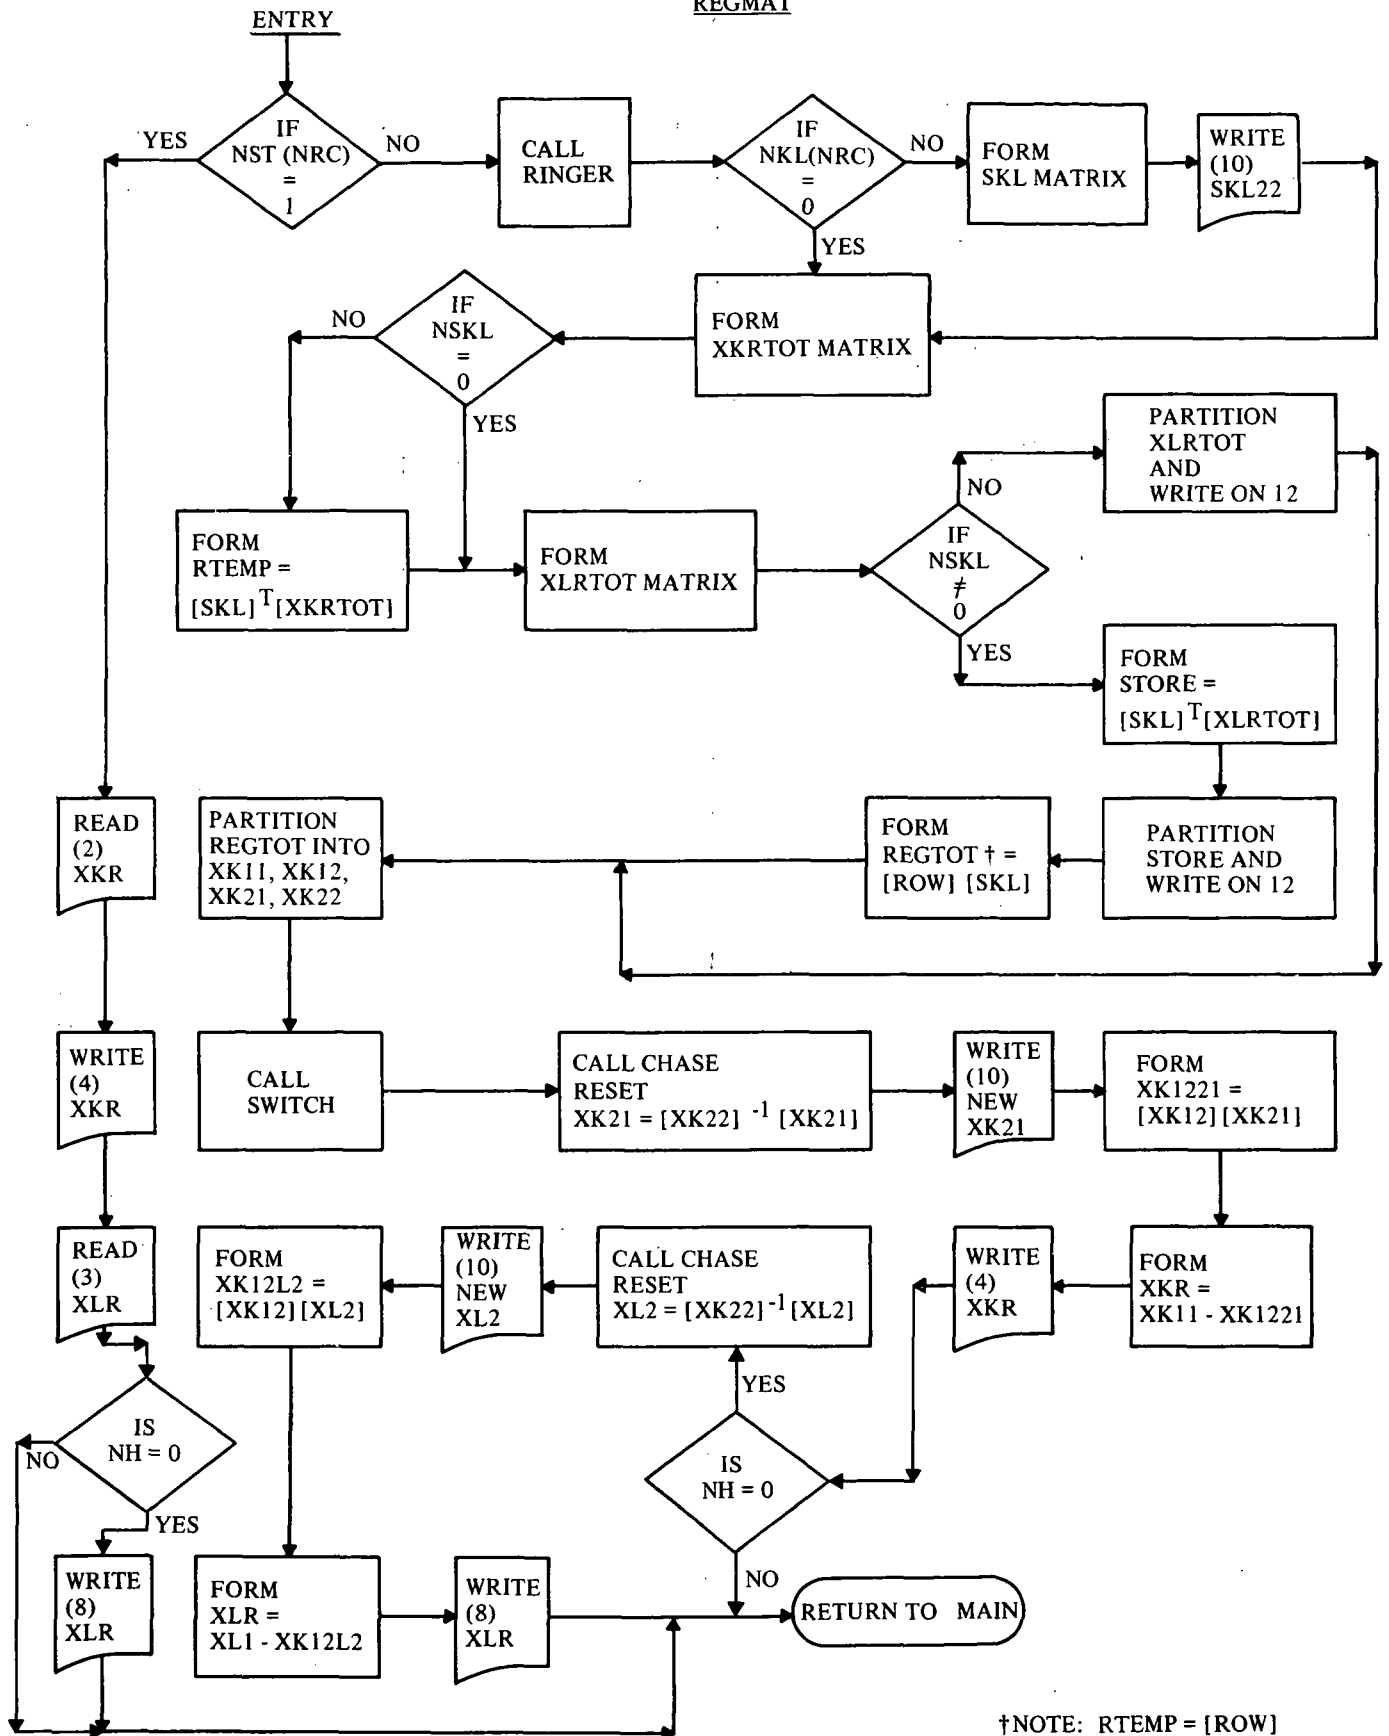 REGMAT
ENTRY
IF
NST (NRC)
=
1
YES
NO
CALL
RINGER
IF
NKL(NRC)
=
0
NO
YES
FORM
SKL MATRIX
WRITE
(10)
SKL22
FORM
XKRTOT MATRIX
IF
NSKL
=
0
NO
YES
FORM
RTEMP =
[SKL]ᵀ[XKRTOT]
FORM
XLRTOT MATRIX
IF
NSKL
≠
0
NO
YES
PARTITION
XLRTOT
AND
WRITE ON 12
FORM
STORE =
[SKL]ᵀ[XLRTOT]
PARTITION
STORE AND
WRITE ON 12
FORM
REGTOT † =
[ROW] [SKL]
PARTITION
REGTOT INTO
XK11, XK12,
XK21, XK22
READ
(2)
XKR
WRITE
(4)
XKR
CALL
SWITCH
CALL CHASE
RESET
XK21 = [XK22] ⁻¹ [XK21]
WRITE
(10)
NEW
XK21
FORM
XK1221 =
[XK12] [XK21]
READ
(3)
XLR
FORM
XK12L2 =
[XK12] [XL2]
WRITE
(10)
NEW
XL2
CALL CHASE
RESET
XL2 = [XK22]⁻¹ [XL2]
WRITE
(4)
XKR
FORM
XKR =
XK11 - XK1221
IS
NH = 0
NO
YES
IS
NH = 0
YES
NO
WRITE
(8)
XLR
FORM
XLR =
XL1 - XK12L2
WRITE
(8)
XLR
RETURN TO MAIN
†NOTE: RTEMP = [ROW]